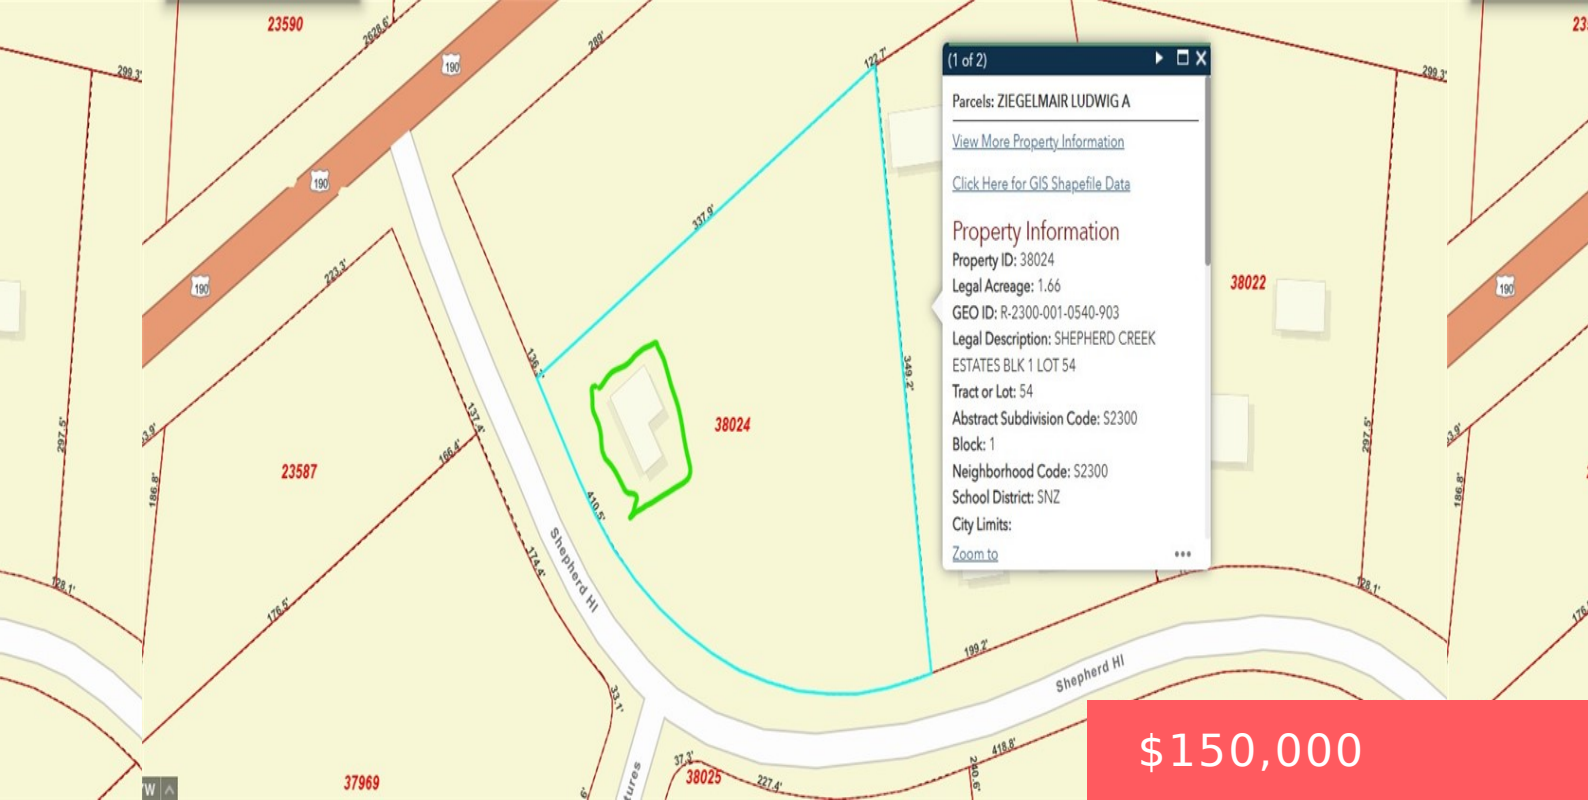 23590
2628.6'
289'
122.7'
299.3'
190
190
190
(1 of 2)
Parcels: ZIEGELMAIR LUDWIG A
View More Property Information
Click Here for GIS Shapefile Data
Property Information
Property ID: 38024
Legal Acreage: 1.66
GEO ID: R-2300-001-0540-903
Legal Description: SHEPHERD CREEK
ESTATES BLK 1 LOT 54
Tract or Lot: 54
Abstract Subdivision Code: S2300
Block: 1
Neighborhood Code: S2300
School District: SNZ
City Limits:
Zoom to
299.3'
190
38022
337.9'
223.3'
349.2'
137.4'
166.4'
38024
23587
297.5'
186.8'
410.5'
174.4'
Shepherd Hl
176.5'
128.1'
33.1'
199.2'
Shepherd Hl
297.5'
186.8'
128.1'
37969
37.3'
38025
227.4'
418.8'
240.6'
$150,000